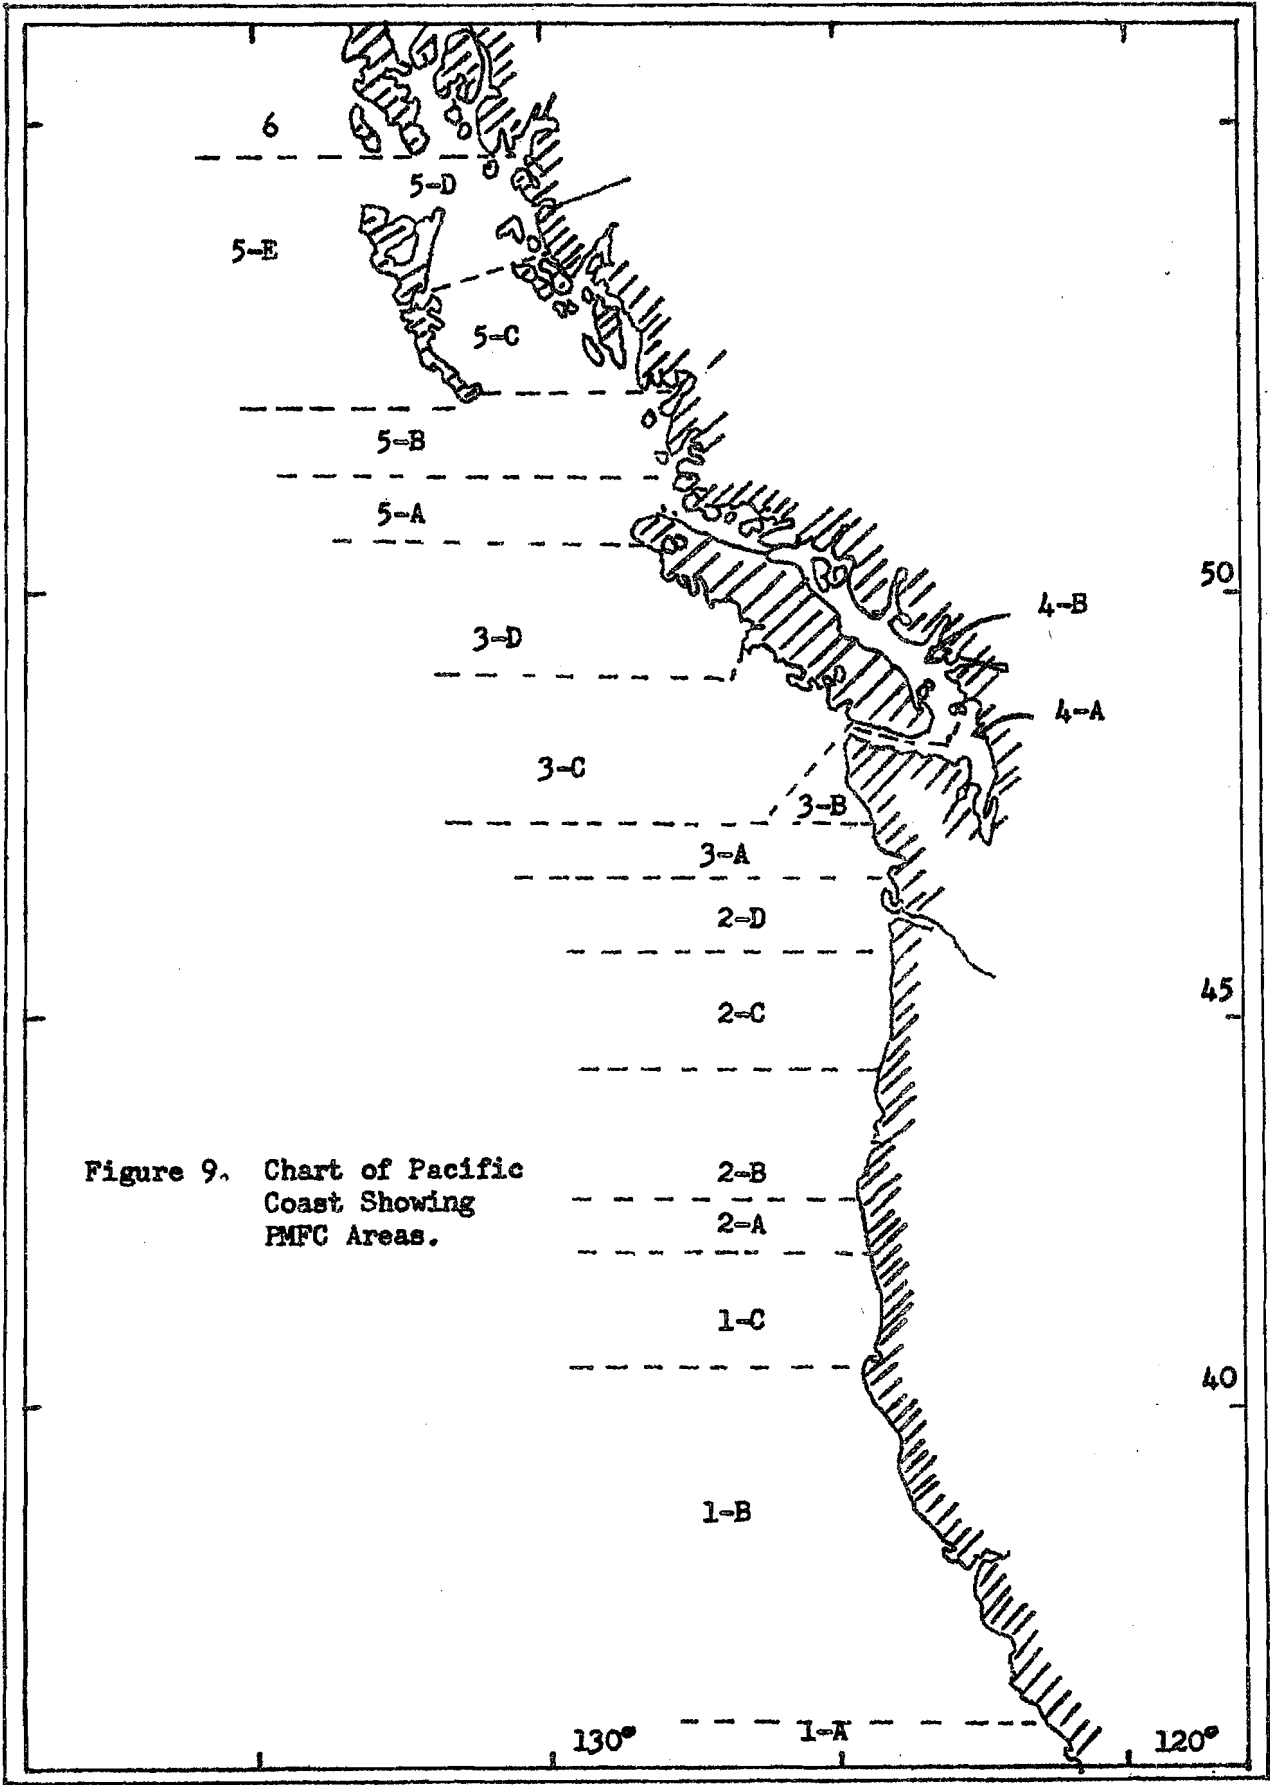 6
5-D
5-E
5-C
5-B
5-A
50
4-B
3-D
4-A
3-C
3-B
3-A
2-D
45
2-C
Figure 9. Chart of Pacific
Coast Showing
PMFC Areas.
2-B
2-A
1-C
40
1-B
130°
1-A
120°